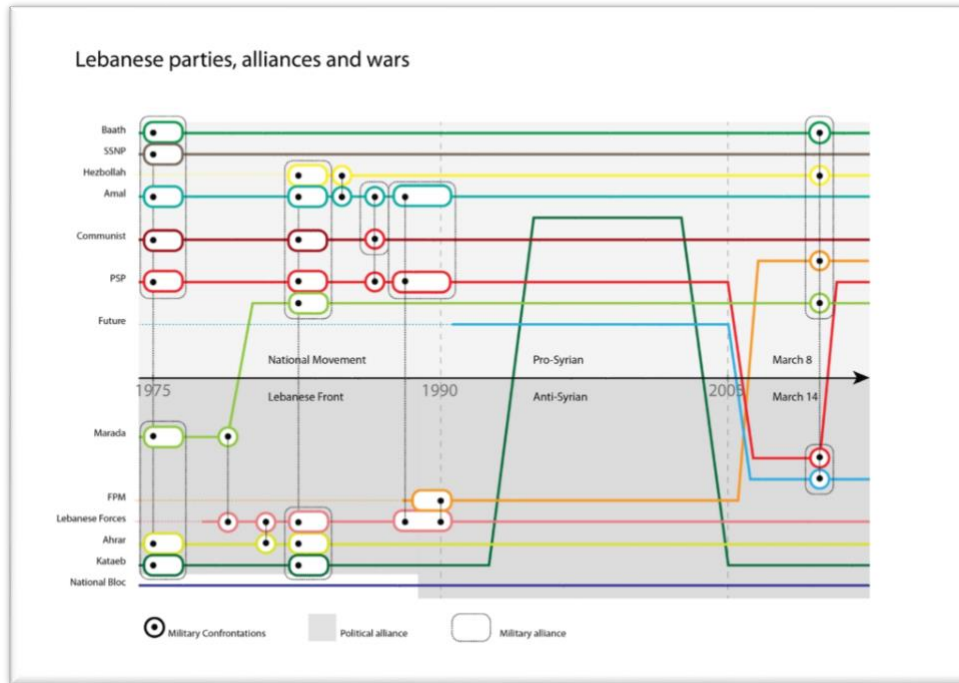 Lebanese parties, alliances and wars
Baath
SSNP
Hezbollah
Amal
Communist
PSP
Future
National Movement
Pro-Syrian
March 8
1975
1990
2005
Lebanese Front
Anti-Syrian
March 14
Marada
FPM
Lebanese Forces
Ahrar
Kataeb
National Bloc
Military Confrontations
Political alliance
Military alliance